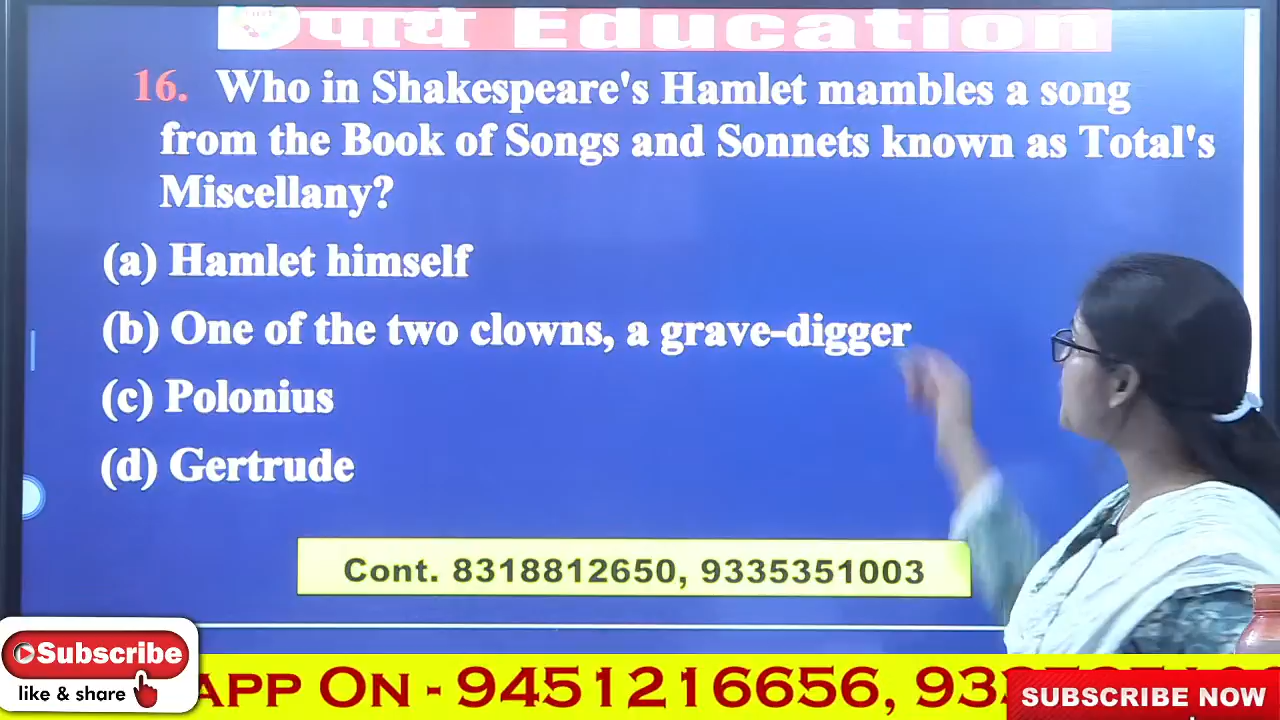 पाय Education
16. Who in Shakespeare's Hamlet mambles a song
from the Book of Songs and Sonnets known as Total's
Miscellany?
(a) Hamlet himself
(b) One of the two clowns, a grave-digger
(c) Polonius
(d) Gertrude
Cont. 8318812650, 9335351003
Subscribe
like & share
APP ON - 9451216656,
SUBSCRIBE NOW